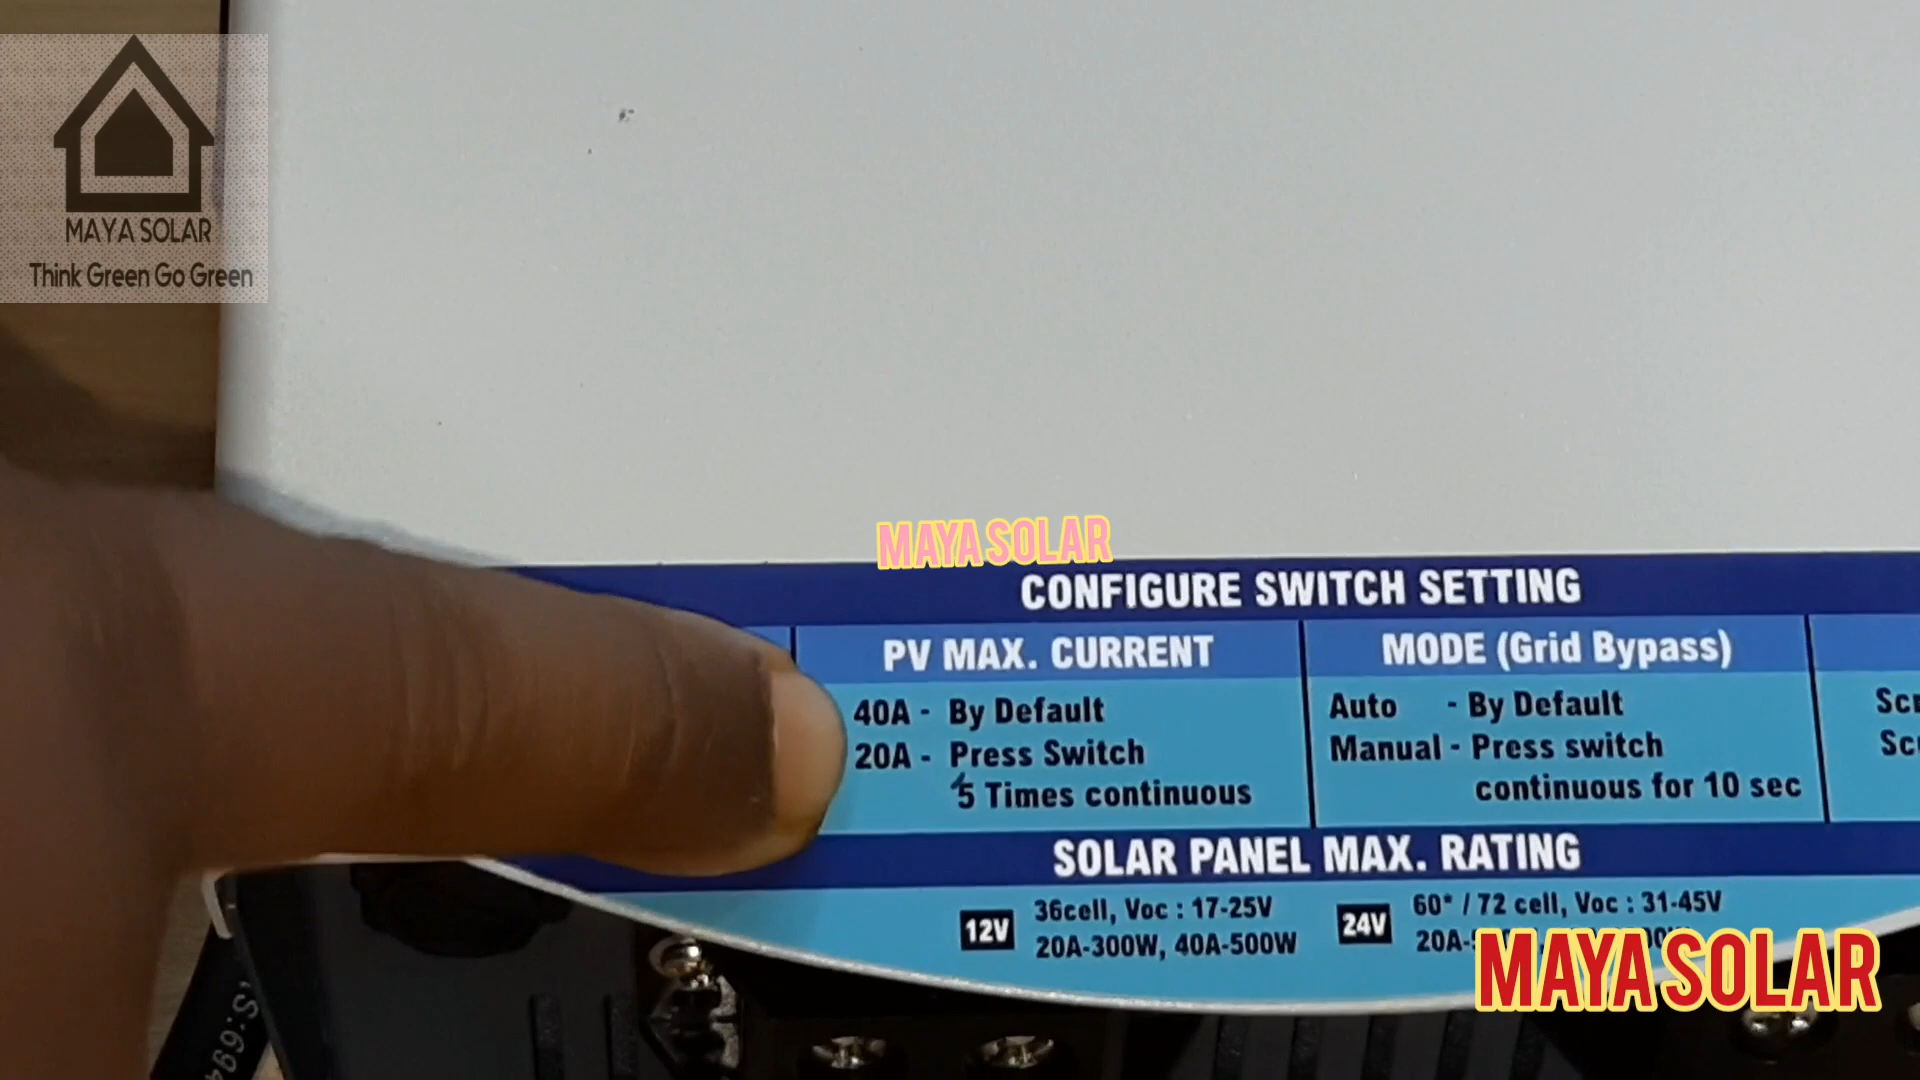 MAYA SOLAR
Think Green Go Green
MAYA SOLAR
CONFIGURE SWITCH SETTING
PV MAX. CURRENT
40A - By Default
20A - Press Switch
5 Times continuous
MODE (Grid Bypass)
Auto - By Default
Manual - Press switch
continuous for 10 sec
SOLAR PANEL MAX. RATING
12V
36cell, Voc : 17-25V
20A-300W, 40A-500W
24V
60* / 72 cell, Voc : 31-45V
20A-
MAYA SOLAR